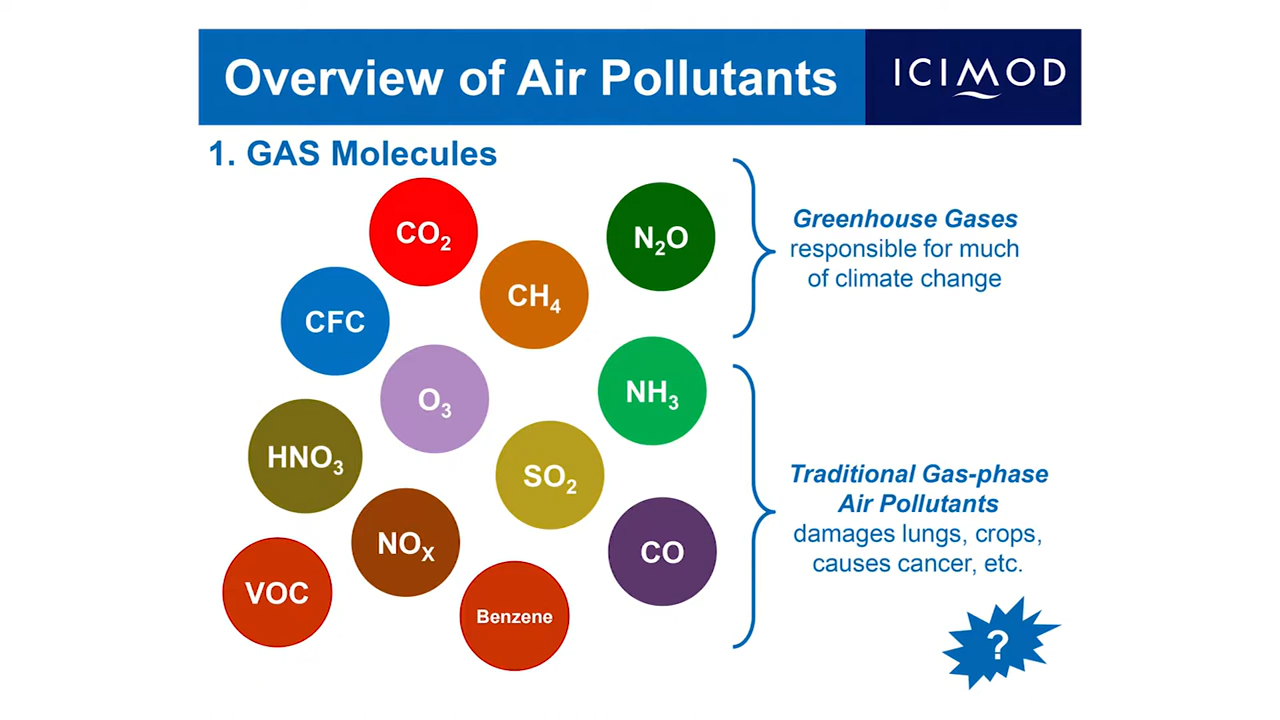 Overview of Air Pollutants
ICIMOD
1. GAS Molecules
CO₂
N₂O
CH₄
CFC
O₃
NH₃
HNO₃
SO₂
NOₓ
CO
VOC
Benzene
Greenhouse Gases
responsible for much
of climate change
Traditional Gas-phase
Air Pollutants
damages lungs, crops,
causes cancer, etc.
?